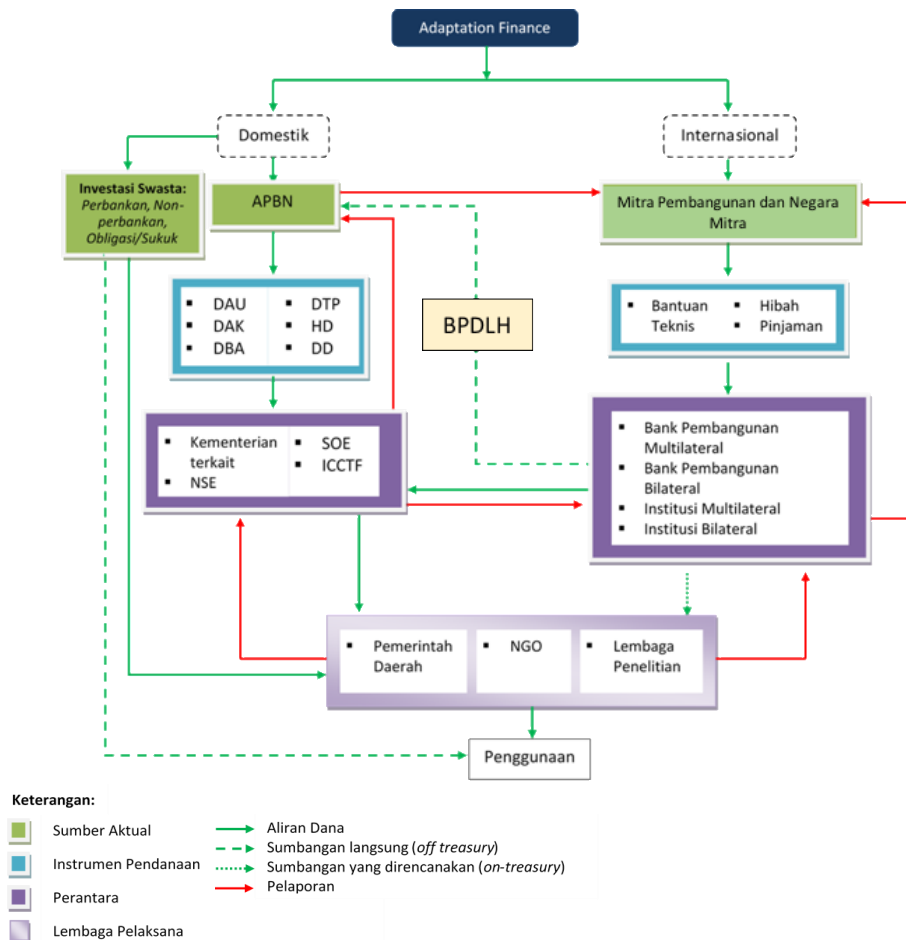 Adaptation Finance
Domestik
Internasional
Investasi Swasta:
Perbankan, Non-
perbankan,
Obligasi/Sukuk
APBN
Mitra Pembangunan dan Negara
Mitra
▪ DAU
▪ DAK
▪ DBA
▪ DTP
▪ HD
▪ DD
BPDLH
▪ Bantuan
Teknis
▪ Hibah
▪ Pinjaman
▪ Kementerian
terkait
▪ NSE
▪ SOE
▪ ICCTF
▪ Bank Pembangunan
Multilateral
▪ Bank Pembangunan
Bilateral
▪ Institusi Multilateral
▪ Institusi Bilateral
▪ Pemerintah
Daerah
▪ NGO
▪ Lembaga
Penelitian
Penggunaan
Keterangan:
Sumber Aktual
Instrumen Pendanaan
Perantara
Lembaga Pelaksana
Aliran Dana
Sumbangan langsung (off treasury)
Sumbangan yang direncanakan (on-treasury)
Pelaporan